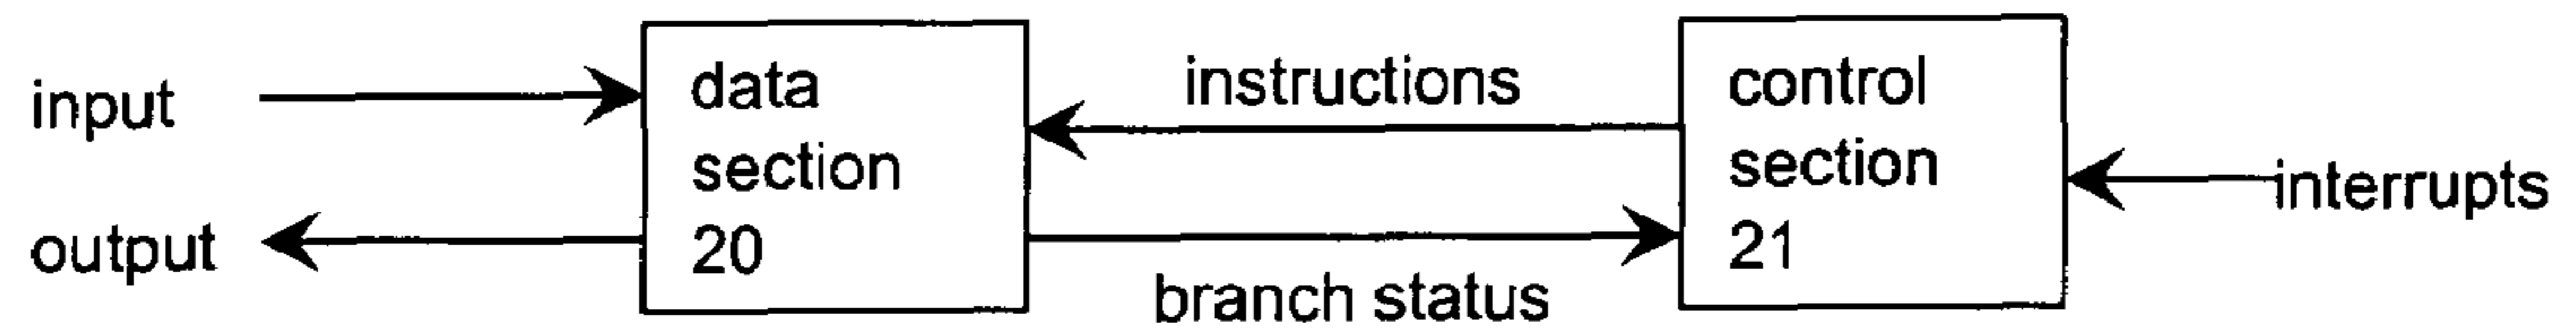 input
output
data
section
20
instructions
branch status
control
section
21
interrupts